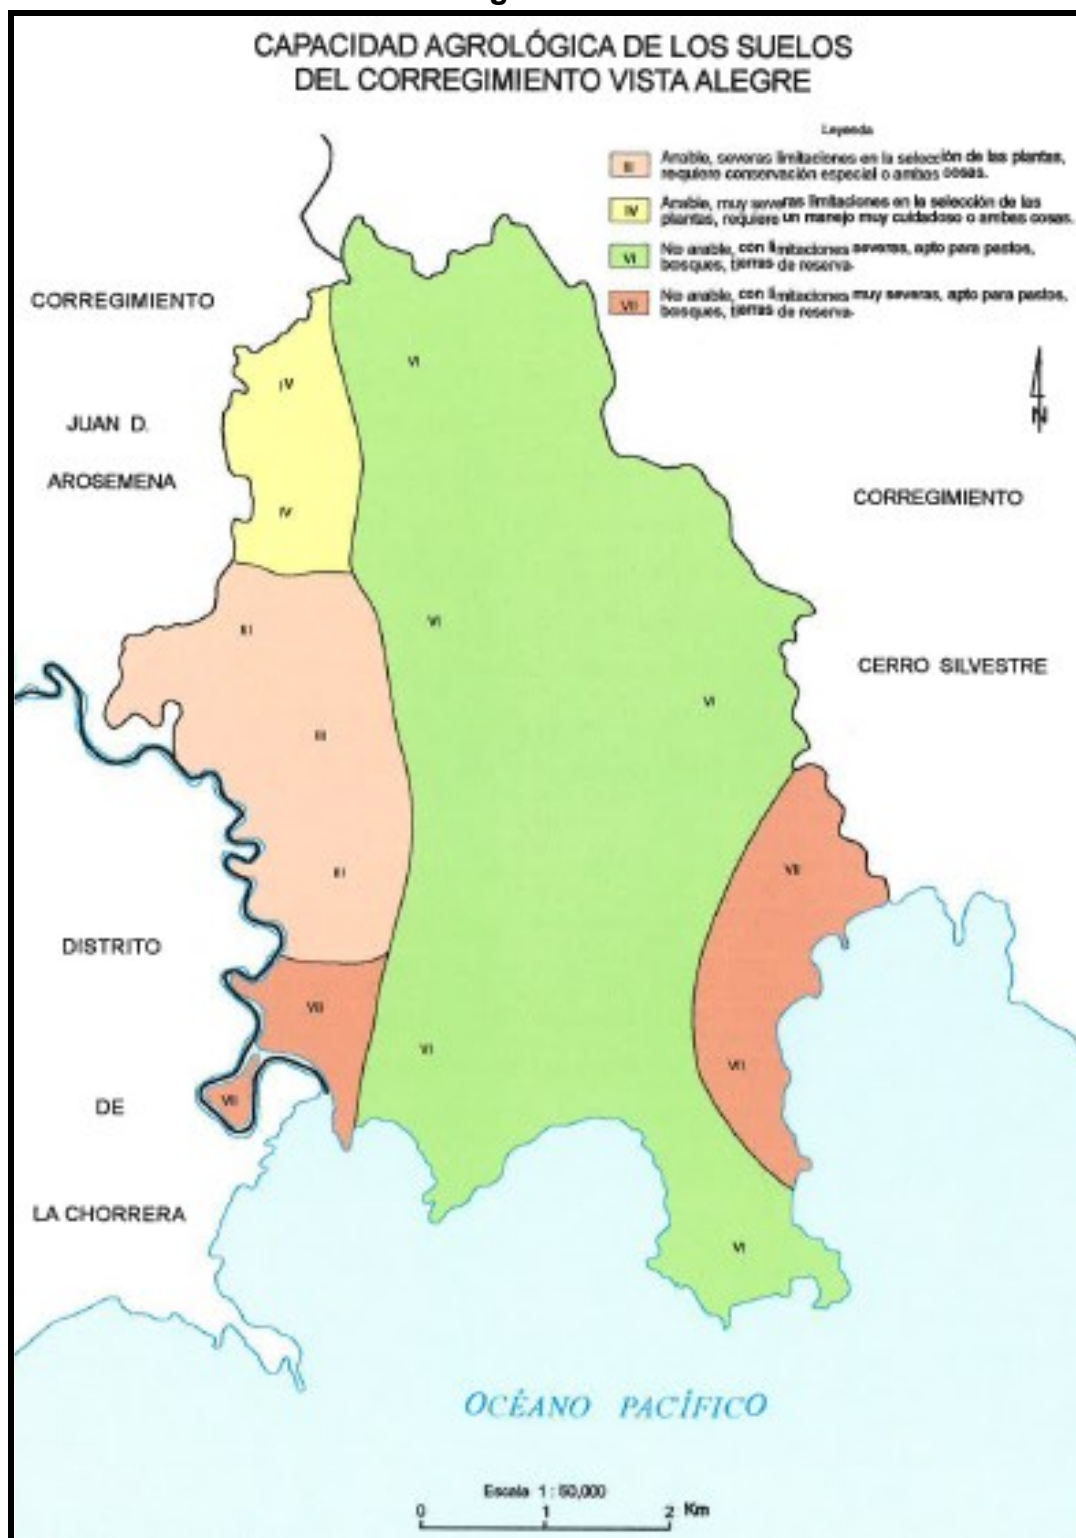 CAPACIDAD AGROLÓGICA DE LOS SUELOS
DEL CORREGIMIENTO VISTA ALEGRE
Leyenda
III Arable, severas limitaciones en la selección de las plantas,
requiere conservación especial o ambas cosas.
IV Arable, muy severas limitaciones en la selección de las
plantas, requiere un manejo muy cuidadoso o ambas cosas.
VI No arable, con limitaciones severas, apto para pastos,
bosques, tierras de reserva.
VII No arable, con limitaciones muy severas, apto para pastos,
bosques, tierras de reserva.
CORREGIMIENTO
VI
IV
N
JUAN D.
AROSEMENA
CORREGIMIENTO
IV
VI
III
CERRO SILVESTRE
VI
III
VII
III
DISTRITO
VII
VI
VII
VII
DE
LA CHORRERA
VI
OCÉANO PACÍFICO
Escala 1 : 50,000
0 1 2 Km